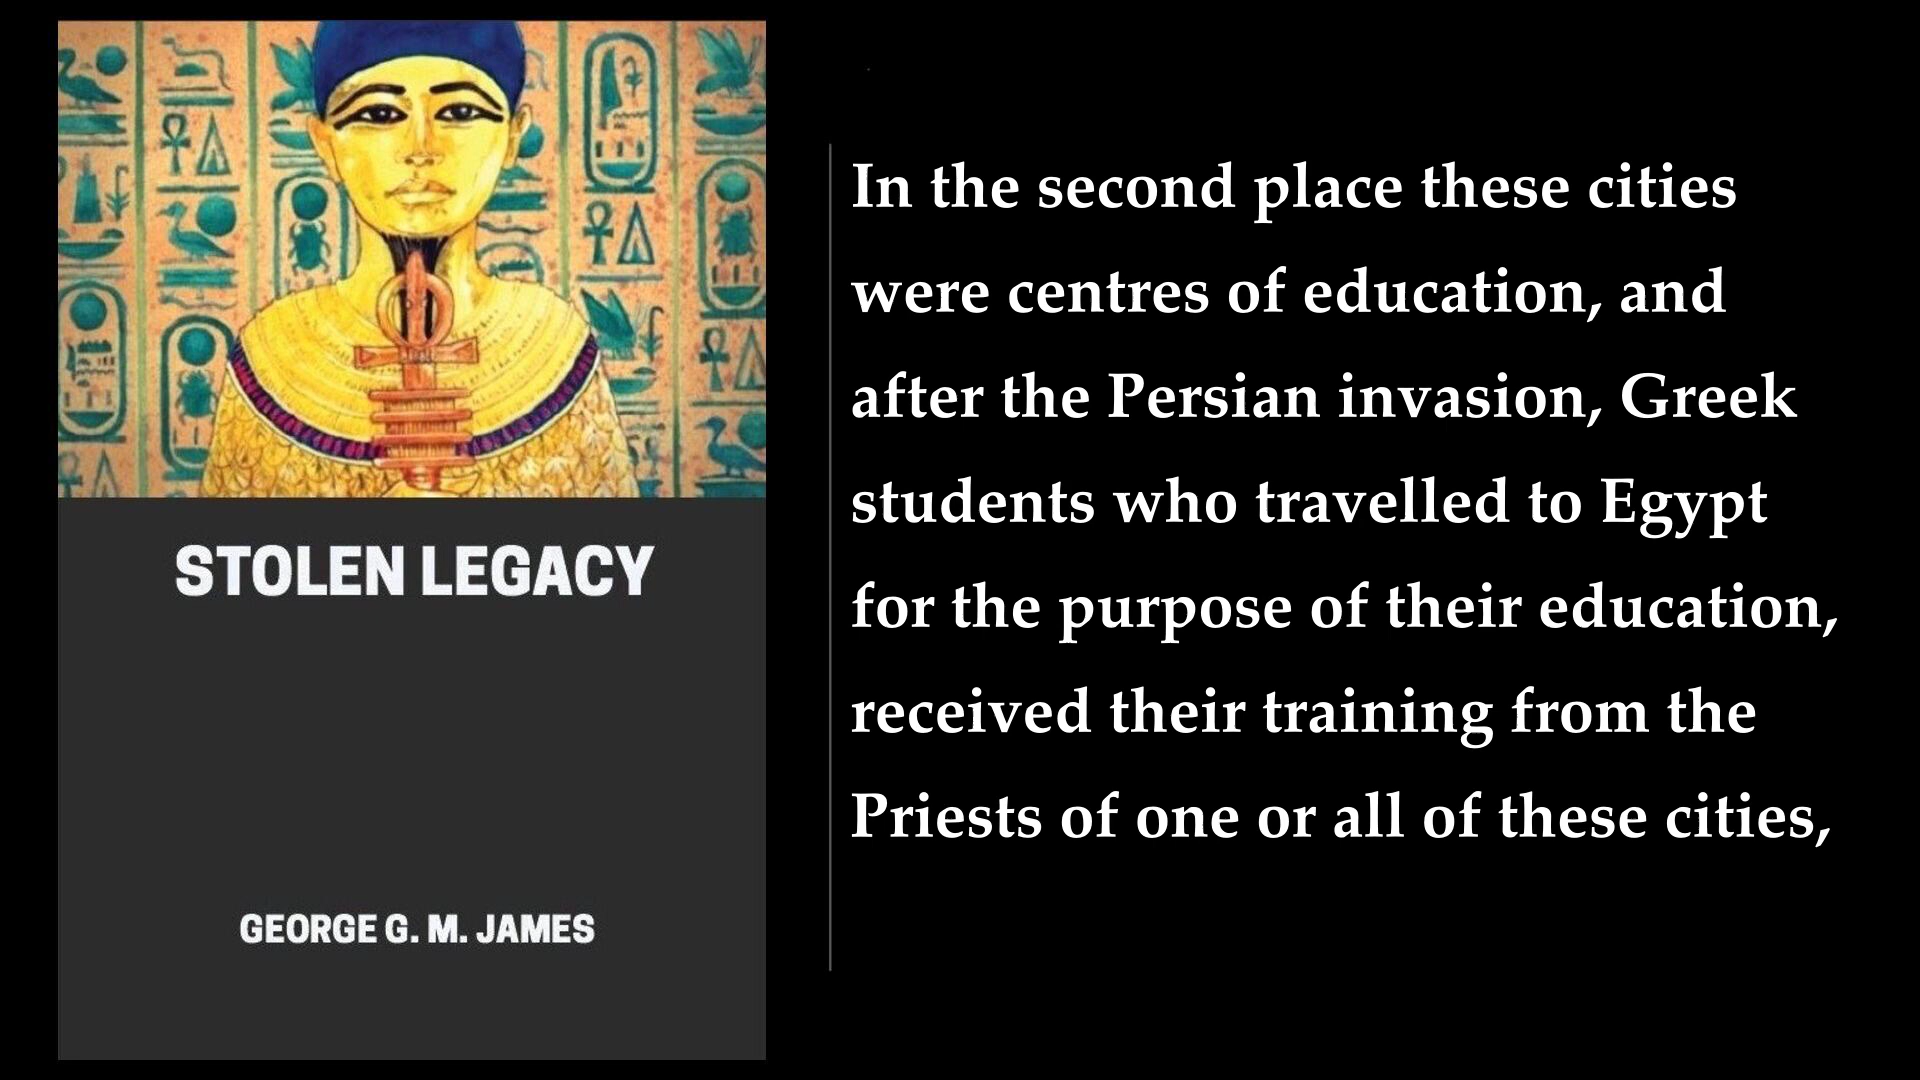 STOLEN LEGACY
GEORGE G. M. JAMES
In the second place these cities
were centres of education, and
after the Persian invasion, Greek
students who travelled to Egypt
for the purpose of their education,
received their training from the
Priests of one or all of these cities,